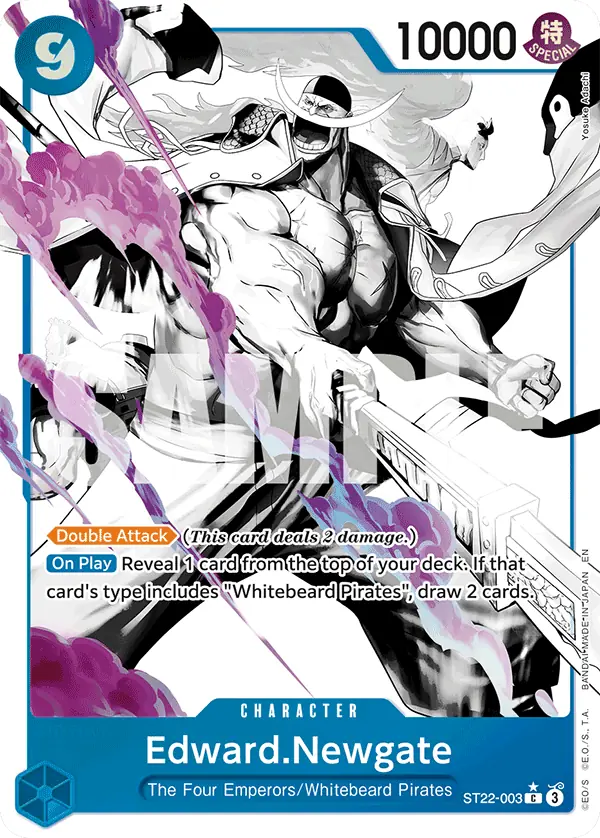 9
10000
特
SPECIAL
Yosuke Adachi
SAMPLE
Double Attack (This card deals 2 damage.)
On Play Reveal 1 card from the top of your deck. If that
card's type includes "Whitebeard Pirates", draw 2 cards.
CHARACTER
Edward.Newgate
The Four Emperors/Whitebeard Pirates
ST22-003 C 3
©E.O/S ©E.O./S., T.A. BANDAI MADE IN JAPAN EN